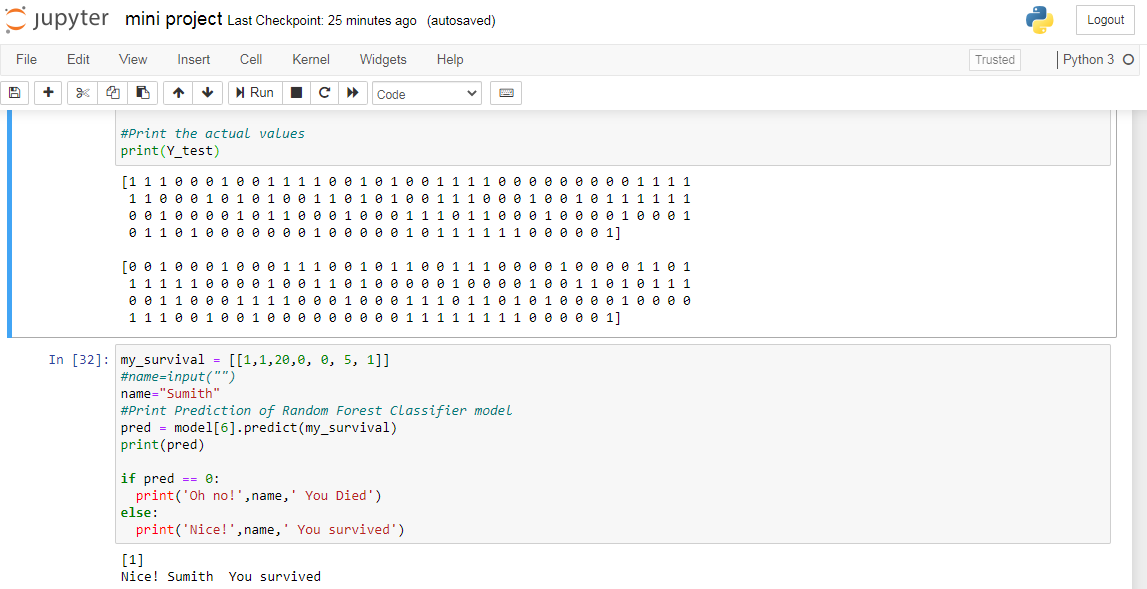 jupyter mini project Last Checkpoint: 25 minutes ago (autosaved) Logout
File Edit View Insert Cell Kernel Widgets Help Trusted Python 3
Run Code
#Print the actual values
print(Y_test)
[1 1 1 0 0 0 1 0 0 1 1 1 1 0 0 1 0 1 0 0 1 1 1 1 0 0 0 0 0 0 0 0 0 1 1 1 1
1 1 0 0 0 1 0 1 0 1 0 0 1 1 0 1 0 1 0 0 1 1 1 0 0 0 1 0 0 1 0 1 1 1 1 1 1
0 0 1 0 0 0 0 1 0 1 1 0 0 0 1 0 0 0 1 1 1 0 1 1 0 0 0 1 0 0 0 0 1 0 0 0 1
0 1 1 0 1 0 0 0 0 0 0 0 1 0 0 0 0 0 1 0 1 1 1 1 1 1 0 0 0 0 0 1]
[0 0 1 0 0 0 1 0 0 0 1 1 1 0 0 1 0 1 1 0 0 1 1 1 0 0 0 0 1 0 0 0 0 1 1 0 1
1 1 1 1 1 0 0 0 0 1 0 0 1 1 0 1 0 0 0 0 0 1 0 0 0 0 1 0 0 1 1 0 1 0 1 1 1
0 0 1 1 0 0 0 1 1 1 1 0 0 0 1 0 0 0 1 1 1 0 1 1 0 1 0 1 0 0 0 0 1 0 0 0 0
1 1 1 0 0 1 0 0 1 0 0 0 0 0 0 0 0 0 1 1 1 1 1 1 1 1 0 0 0 0 0 1]
In [32]: my_survival = [[1,1,20,0, 0, 5, 1]]
#name=input("")
name="Sumith"
#Print Prediction of Random Forest Classifier model
pred = model[6].predict(my_survival)
print(pred)
if pred == 0:
print('Oh no!',name,' You Died')
else:
print('Nice!',name,' You survived')
[1]
Nice! Sumith  You survived